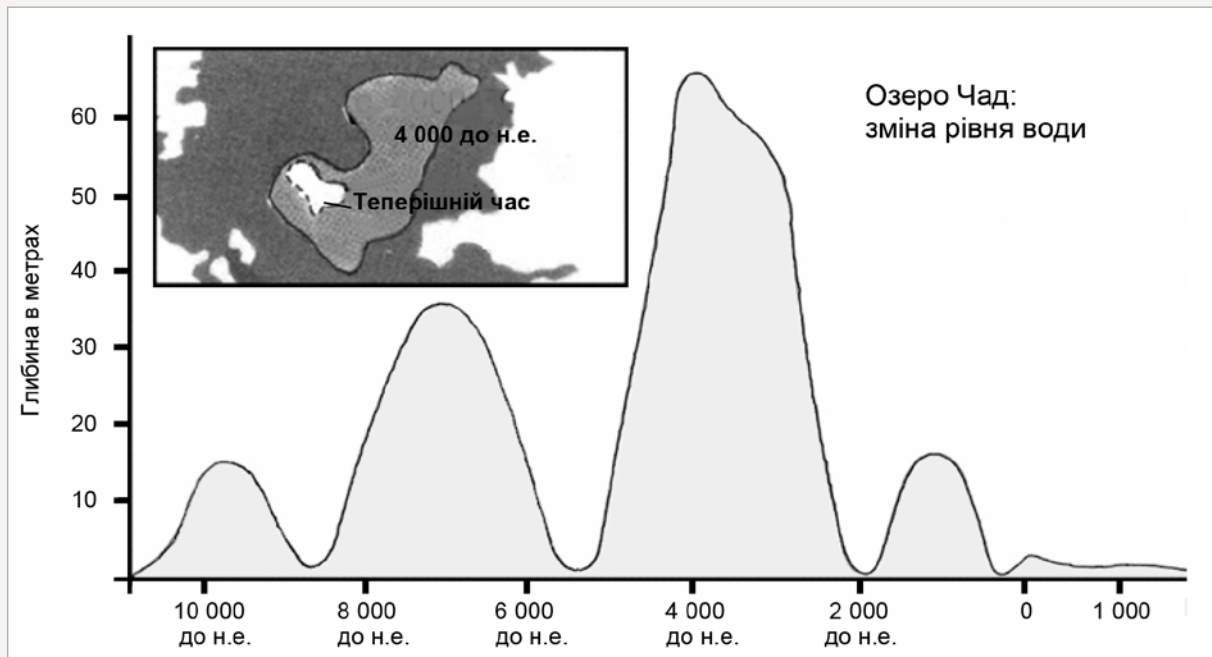 Озеро Чад:
зміна рівня води
4 000 до н.е.
Теперішній час
Глибина в метрах
60
50
40
30
20
10
10 000
до н.е.
8 000
до н.е.
6 000
до н.е.
4 000
до н.е.
2 000
до н.е.
0
1 000